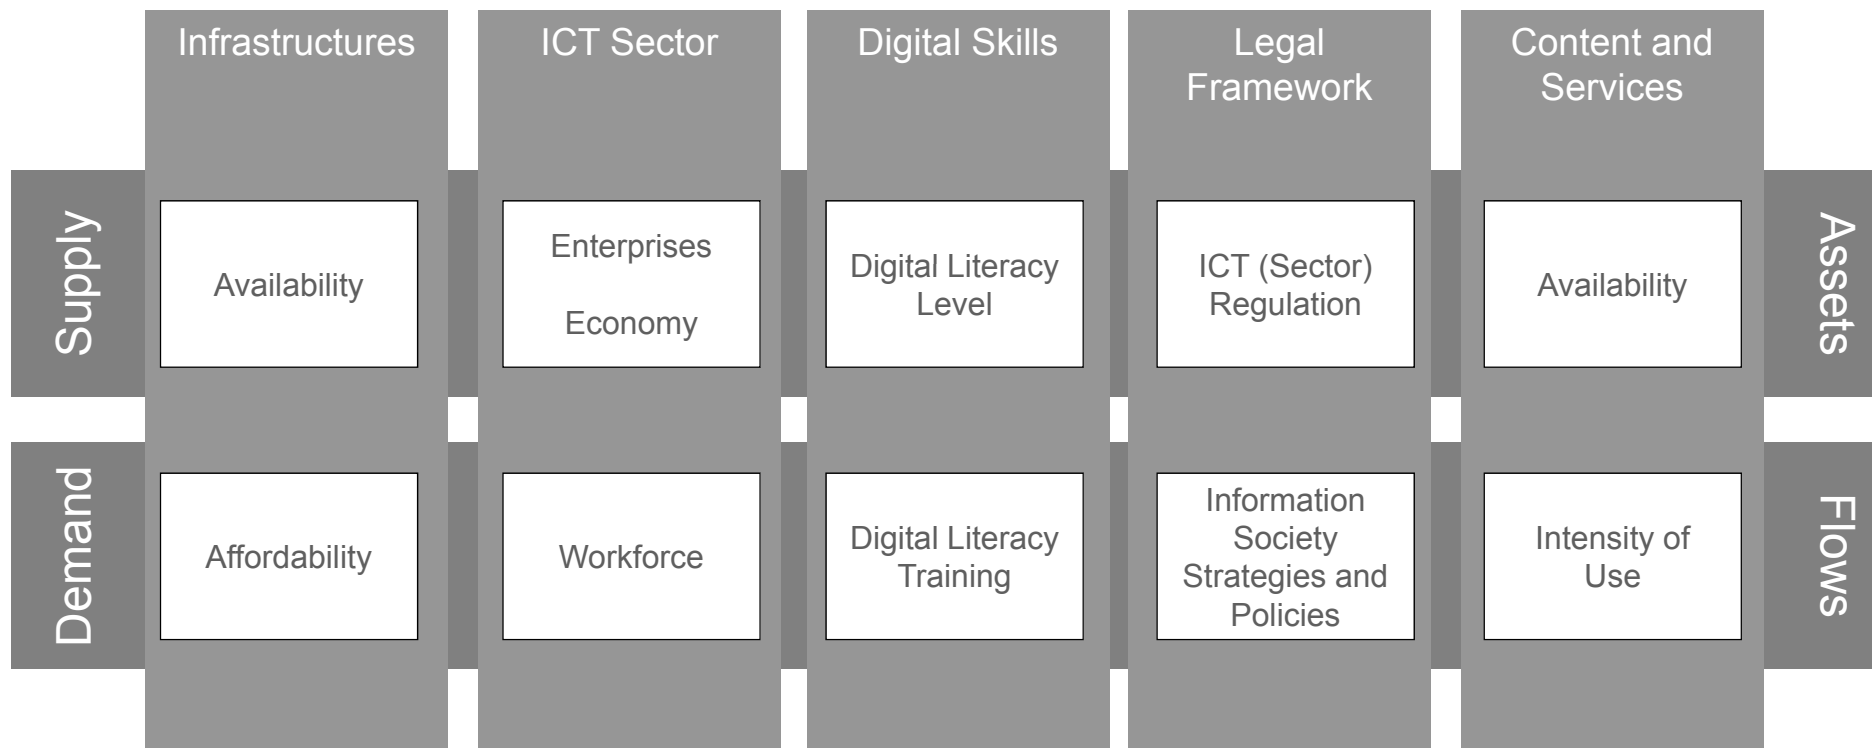 Infrastructures
ICT Sector
Digital Skills
Legal
Framework
Content and
Services
Supply
Availability
Enterprises
Economy
Digital Literacy
Level
ICT (Sector)
Regulation
Availability
Assets
Demand
Affordability
Workforce
Digital Literacy
Training
Information
Society
Strategies and
Policies
Intensity of
Use
Flows